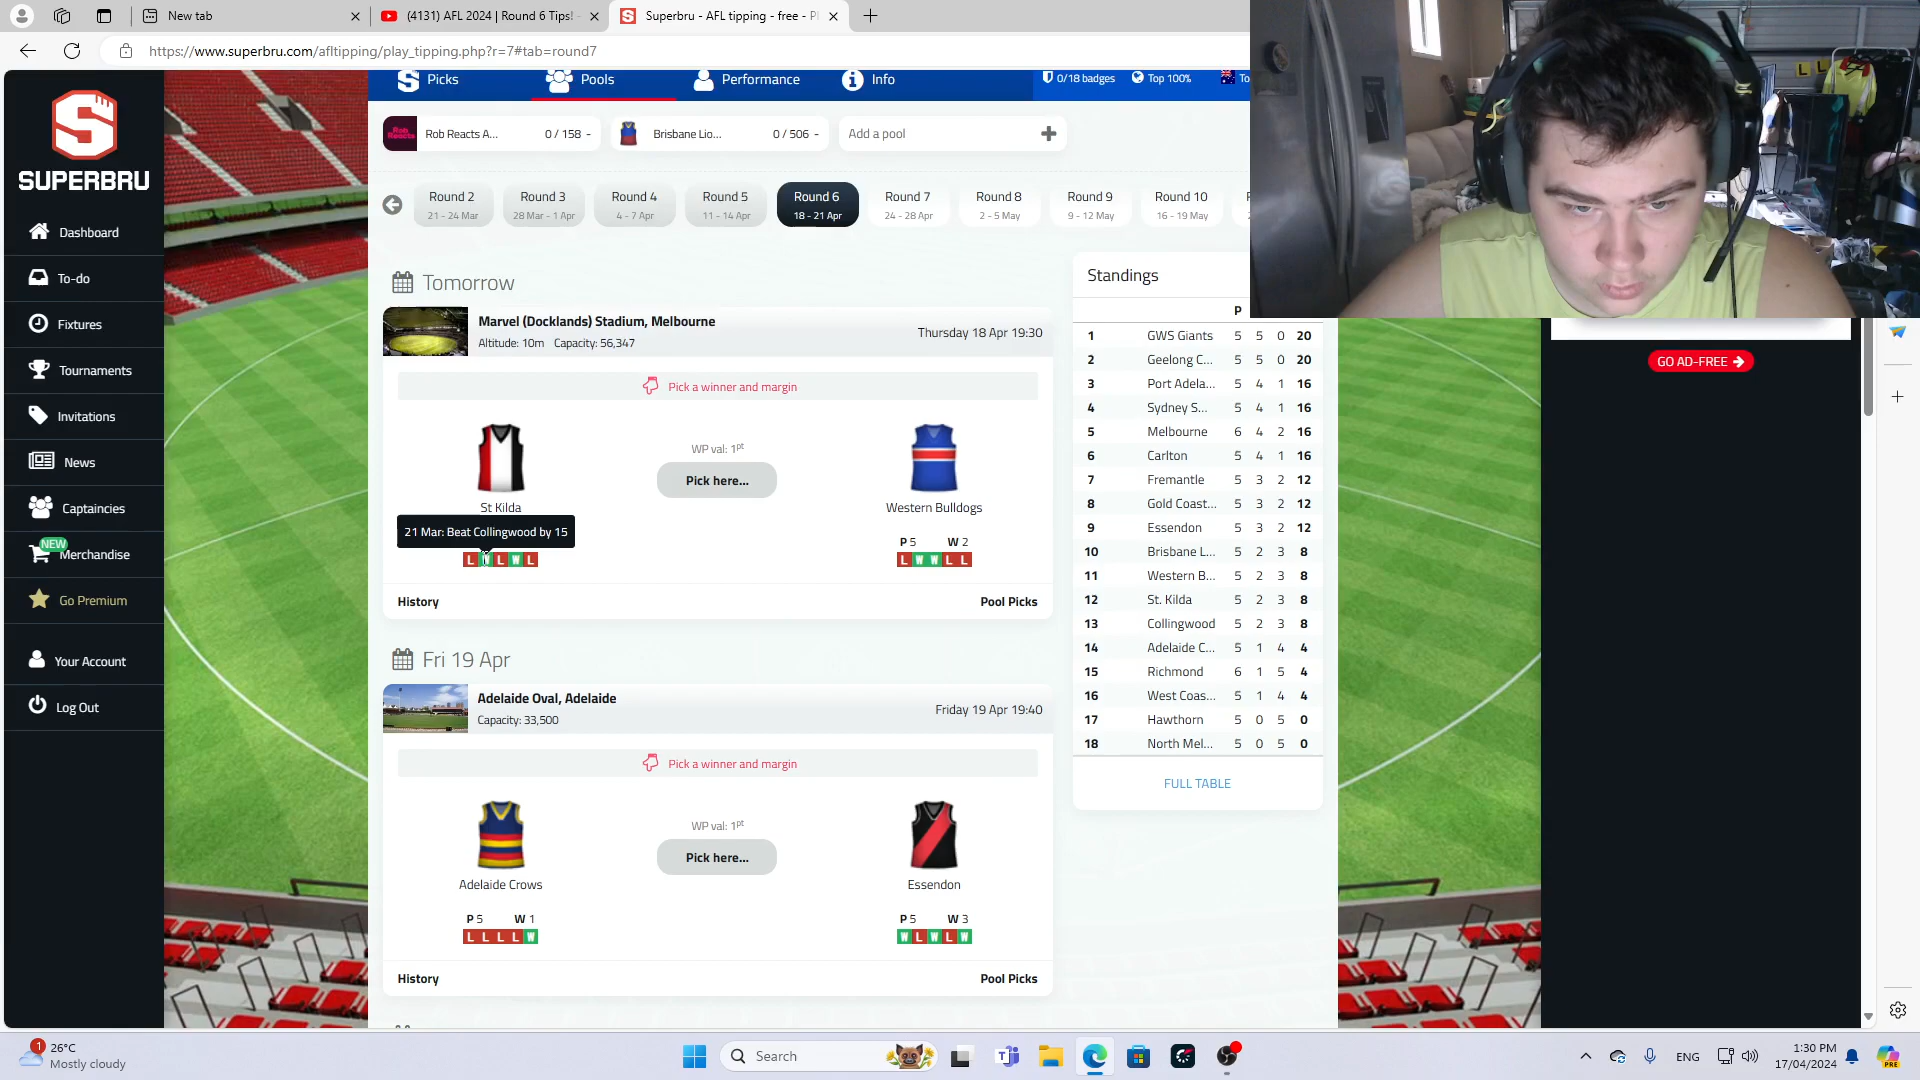 New tab
(4131) AFL 2024 | Round 6 Tips! -
Superbru - AFL tipping - free - Pl
https://www.superbru.com/afltipping/play_tipping.php?r=7#tab=round7
SUPERBRU
Dashboard
To-do
Fixtures
Tournaments
Invitations
News
Captaincies
NEW
Merchandise
Go Premium
Your Account
Log Out
Picks
Pools
Performance
Info
0/18 badges
Top 100%
To
Rob Reacts A... 0 / 158 -
Brisbane Lio... 0 / 506 -
Add a pool
Round 2
21 - 24 Mar
Round 3
28 Mar - 1 Apr
Round 4
4 - 7 Apr
Round 5
11 - 14 Apr
Round 6
18 - 21 Apr
Round 7
24 - 28 Apr
Round 8
2 - 5 May
Round 9
9 - 12 May
Round 10
16 - 19 May
Tomorrow
Marvel (Docklands) Stadium, Melbourne
Altitude: 10m Capacity: 56,347
Thursday 18 Apr 19:30
Pick a winner and margin
WP val: 1pt
Pick here...
St Kilda
Western Bulldogs
21 Mar: Beat Collingwood by 15
L L W L
P 5 W 2
L W W L L
History
Pool Picks
Fri 19 Apr
Adelaide Oval, Adelaide
Capacity: 33,500
Friday 19 Apr 19:40
Pick a winner and margin
WP val: 1pt
Pick here...
Adelaide Crows
Essendon
P 5 W 1
L L L L W
P 5 W 3
W L W L W
History
Pool Picks
Standings
P
1 GWS Giants 5 5 0 20
2 Geelong C... 5 5 0 20
3 Port Adela... 5 4 1 16
4 Sydney S... 5 4 1 16
5 Melbourne 6 4 2 16
6 Carlton 5 4 1 16
7 Fremantle 5 3 2 12
8 Gold Coast... 5 3 2 12
9 Essendon 5 3 2 12
10 Brisbane L... 5 2 3 8
11 Western B... 5 2 3 8
12 St. Kilda 5 2 3 8
13 Collingwood 5 2 3 8
14 Adelaide C... 5 1 4 4
15 Richmond 6 1 5 4
16 West Coas... 5 1 4 4
17 Hawthorn 5 0 5 0
18 North Mel... 5 0 5 0
FULL TABLE
GO AD-FREE
1
26°C
Mostly cloudy
Search
ENG
1:30 PM
17/04/2024
PRE